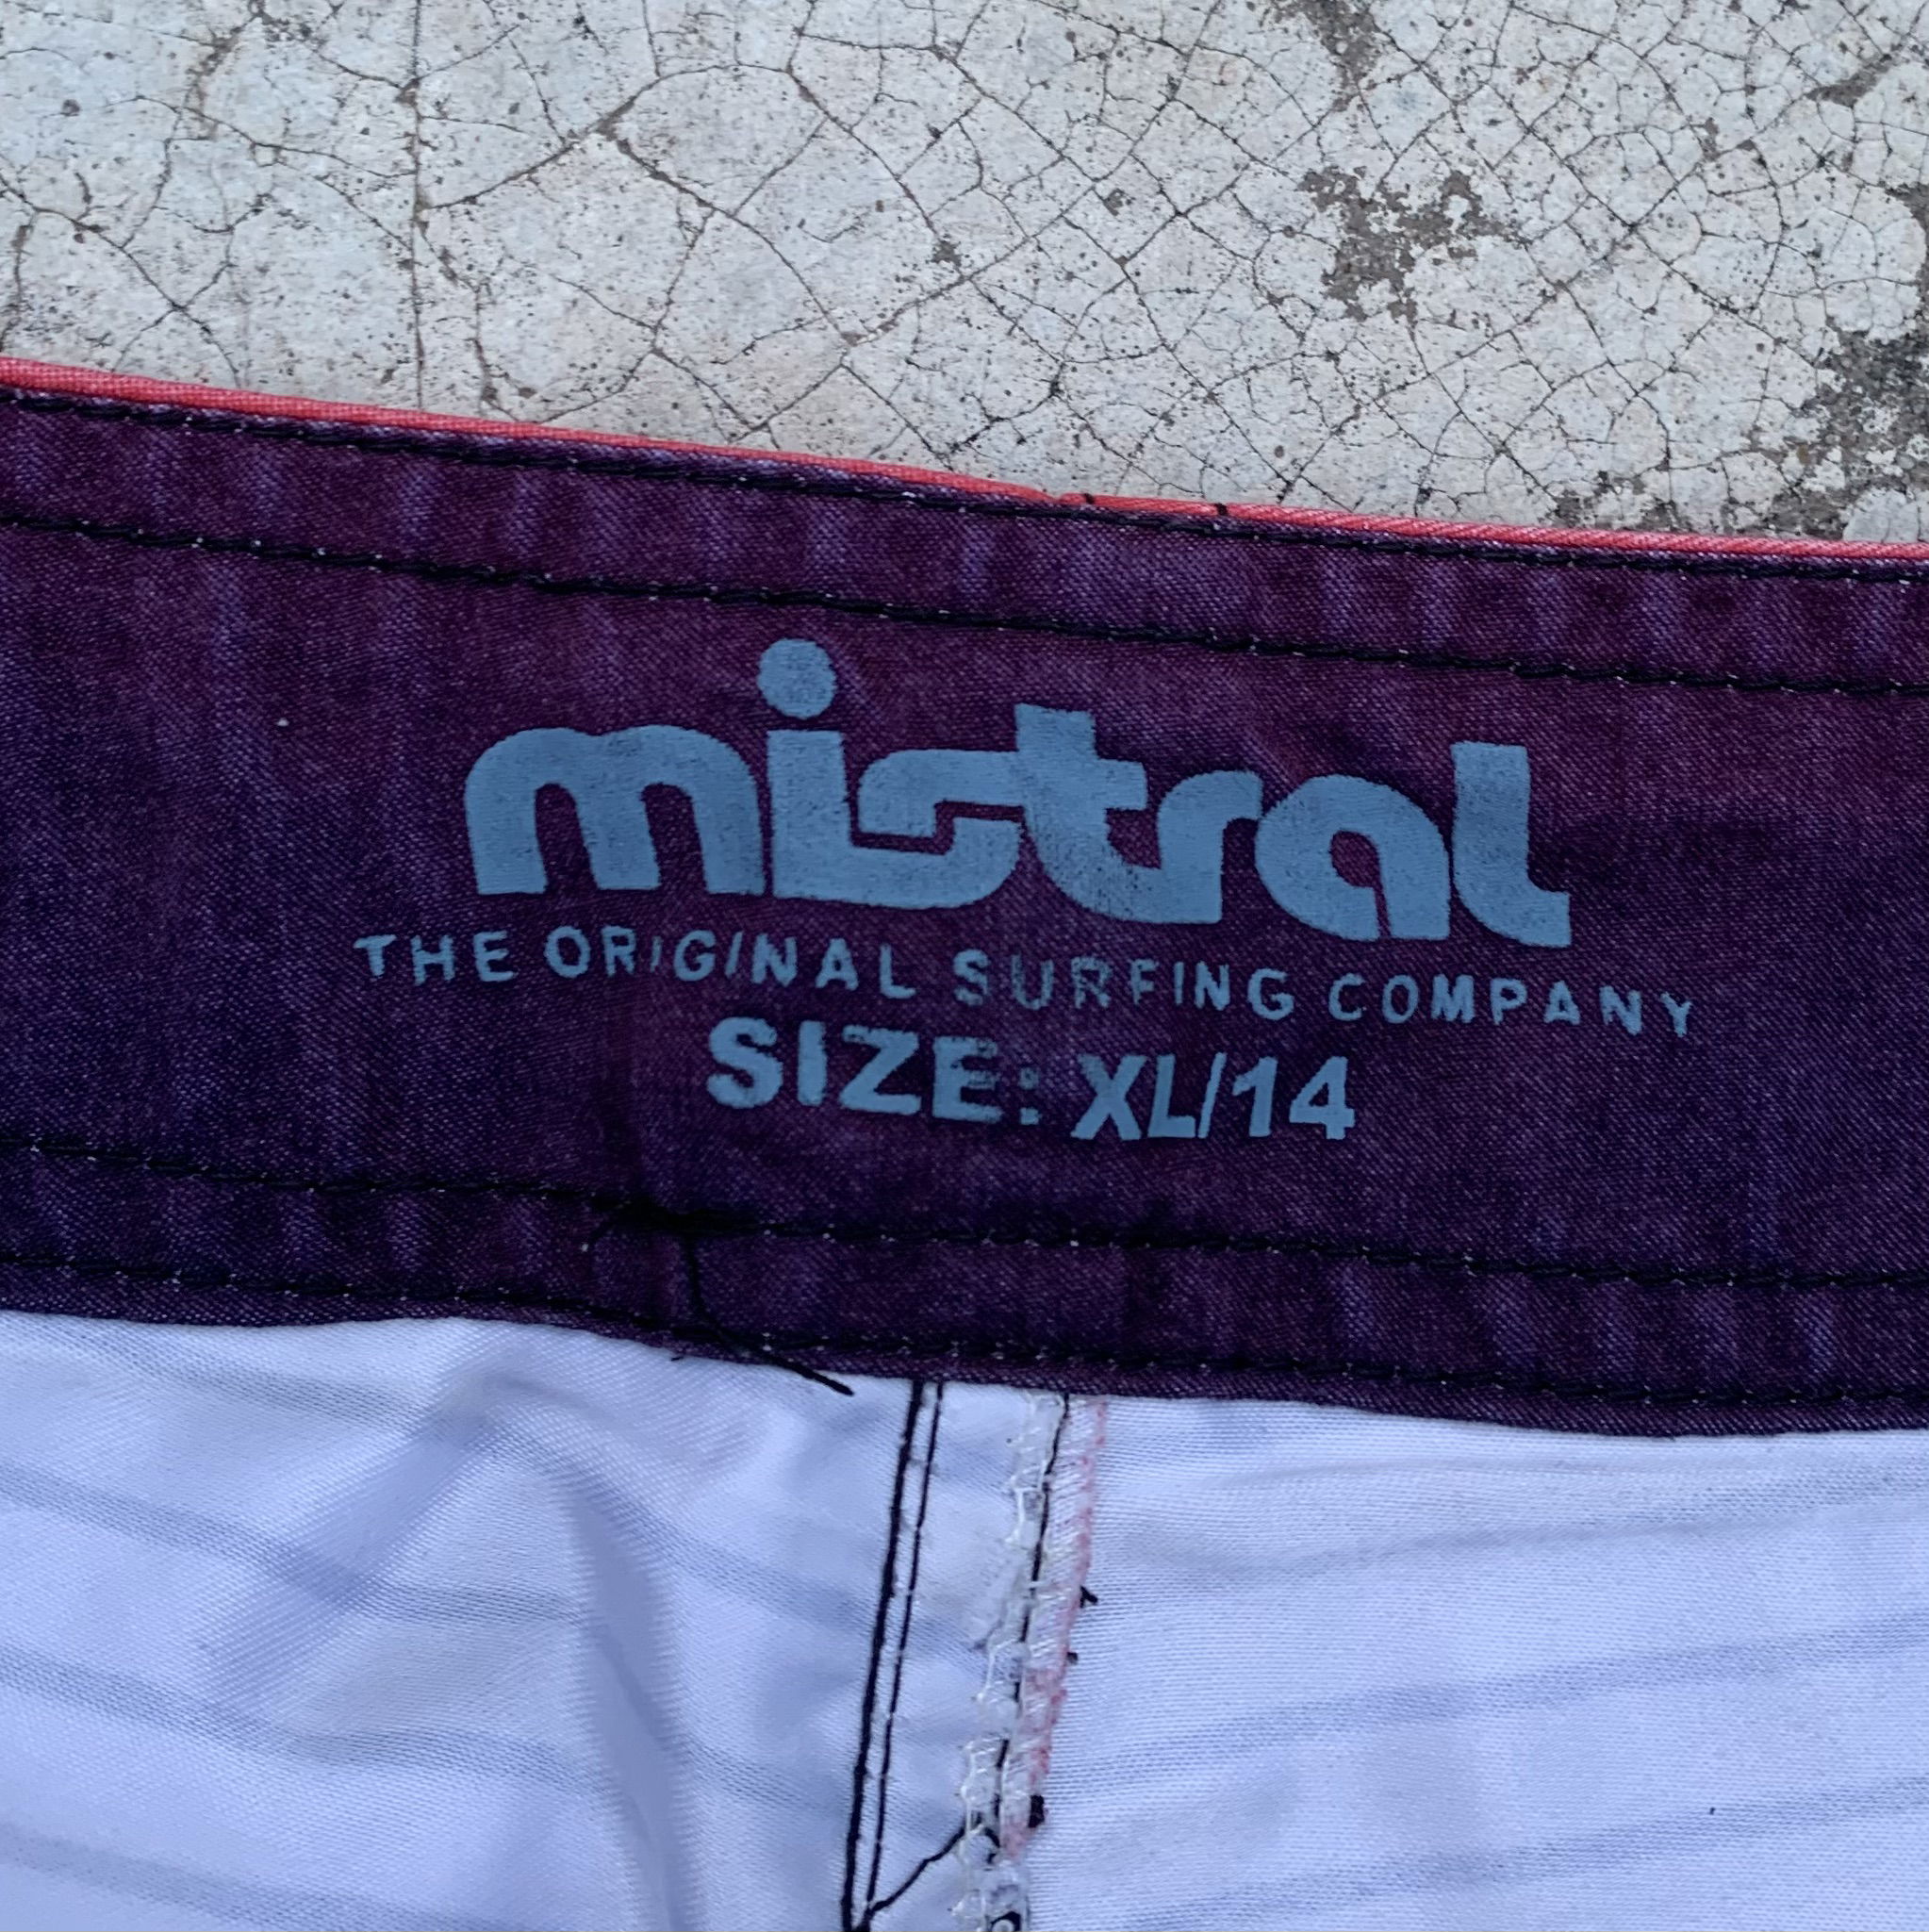 mistral
THE ORIGINAL SURFING COMPANY
SIZE: XL/14